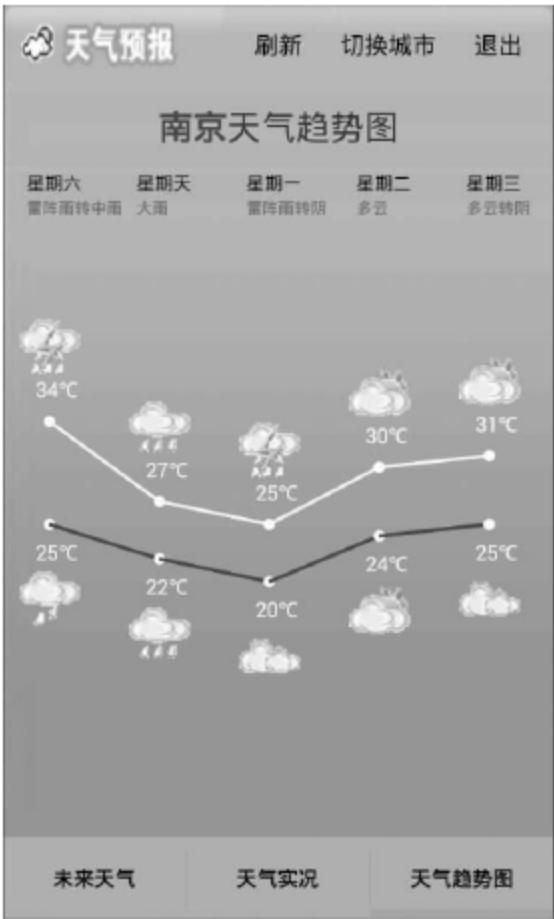 天气预报 刷新 切换城市 退出
南京天气趋势图
星期六 星期天 星期一 星期二 星期三
雷阵雨转中雨 大雨 雷阵雨转阴 多云 多云转阴
34℃
27℃
25℃
30℃
31℃
25℃
22℃
20℃
24℃
25℃
未来天气 天气实况 天气趋势图